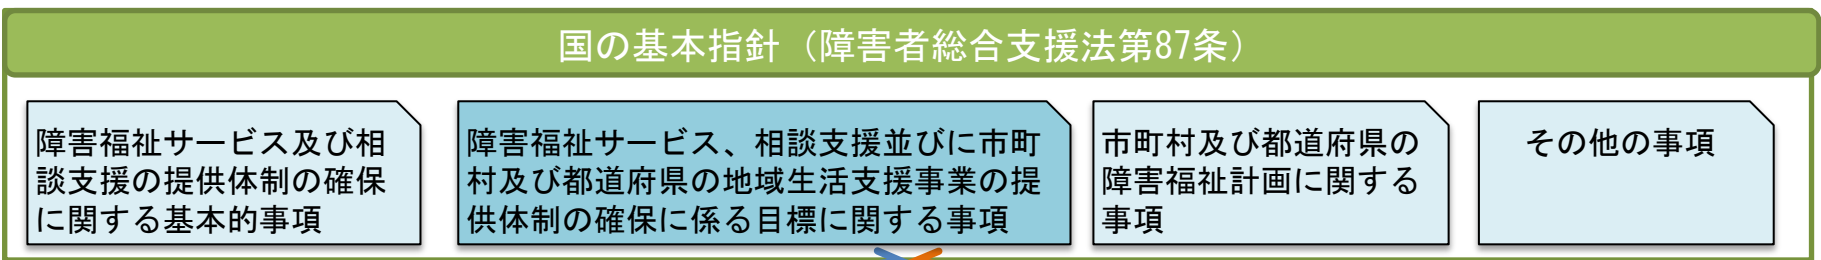 国の基本指針（障害者総合支援法第87条）
障害福祉サービス及び相
談支援の提供体制の確保
に関する基本的事項
障害福祉サービス、相談支援並びに市町
村及び都道府県の地域生活支援事業の提
供体制の確保に係る目標に関する事項
市町村及び都道府県の
障害福祉計画に関する
事項
その他の事項